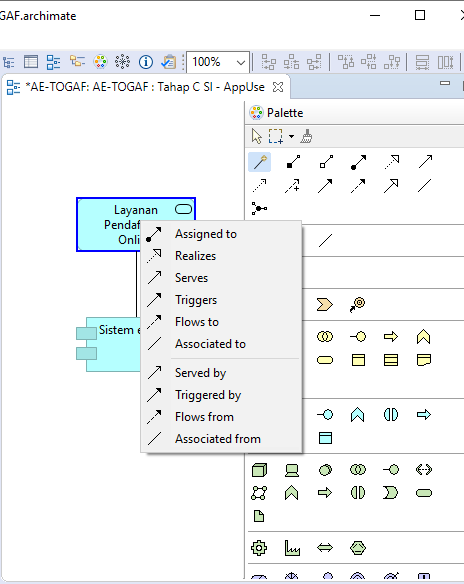 GAF.archimate
100%
*AE-TOGAF: AE-TOGAF : Tahap C SI - AppUse
Palette
Layanan
Pendaf
Onli
Sistem e
Assigned to
Realizes
Serves
Triggers
Flows to
Associated to
Served by
Triggered by
Flows from
Associated from